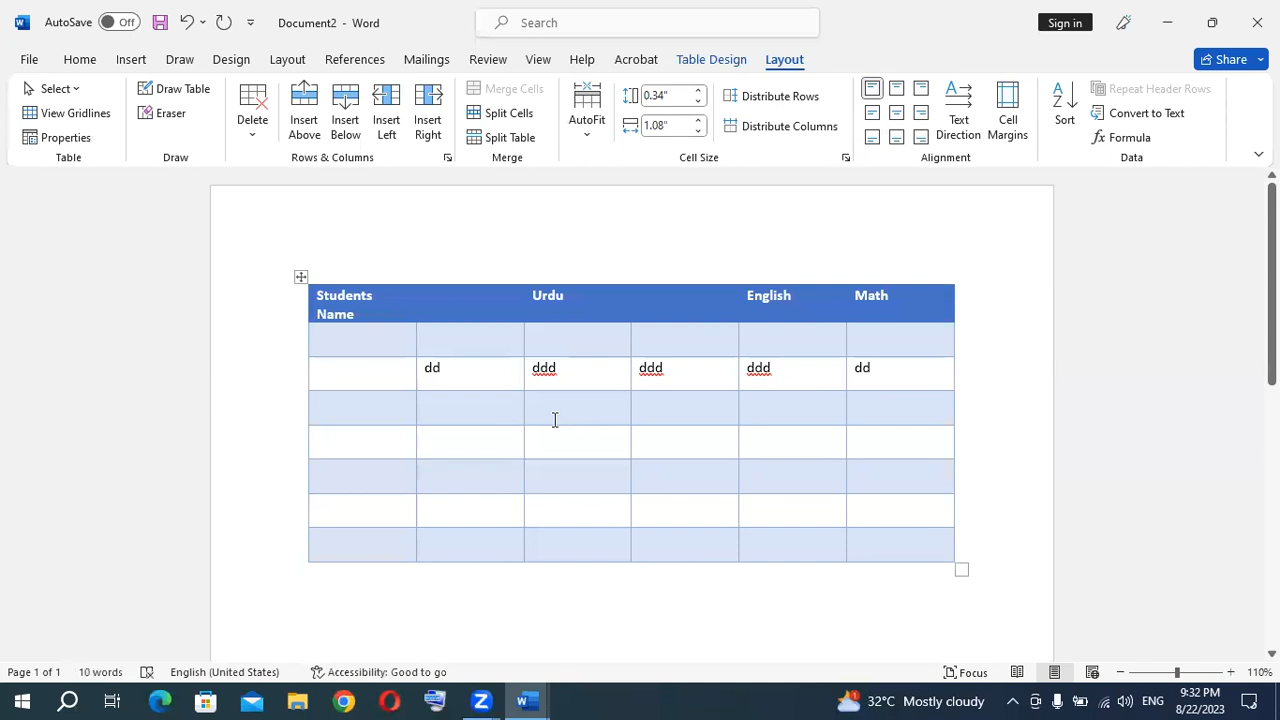 AutoSave Off Document2 - Word Search Sign in
File Home Insert Draw Design Layout References Mailings Review View Help Acrobat Table Design Layout Share
Select
View Gridlines
Properties
Table
Draw Table
Eraser
Draw
Delete
Insert Above
Insert Below
Insert Left
Insert Right
Rows & Columns
Merge Cells
Split Cells
Split Table
Merge
AutoFit
0.34"
1.08"
Distribute Rows
Distribute Columns
Cell Size
Text Direction
Cell Margins
Alignment
Sort
Repeat Header Rows
Convert to Text
Formula
Data
Students Name Urdu English Math
dd ddd ddd ddd dd
Page 1 of 1 10 words English (United States) Accessibility: Good to go Focus 110%
32°C Mostly cloudy ENG 9:32 PM
8/22/2023